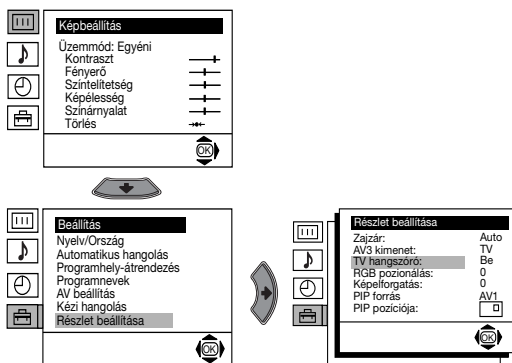 Képbeállítás
Üzemmód: Egyéni
Kontraszt
Fényerő
Színtelítetség
Képélesség
Színárnyalat
Törlés
OK
Beállítás
Nyelv/Ország
Automatikus hangolás
Programhely-átrendezés
Programnevek
AV beállítás
Kézi hangolás
Részlet beállítása
OK
Részlet beállítása
Zajzár: Auto
AV3 kimenet: TV
TV hangszóró: Be
RGB pozionálás: 0
Képelforgatás: 0
PIP forrás AV1
PIP pozíciója:
OK